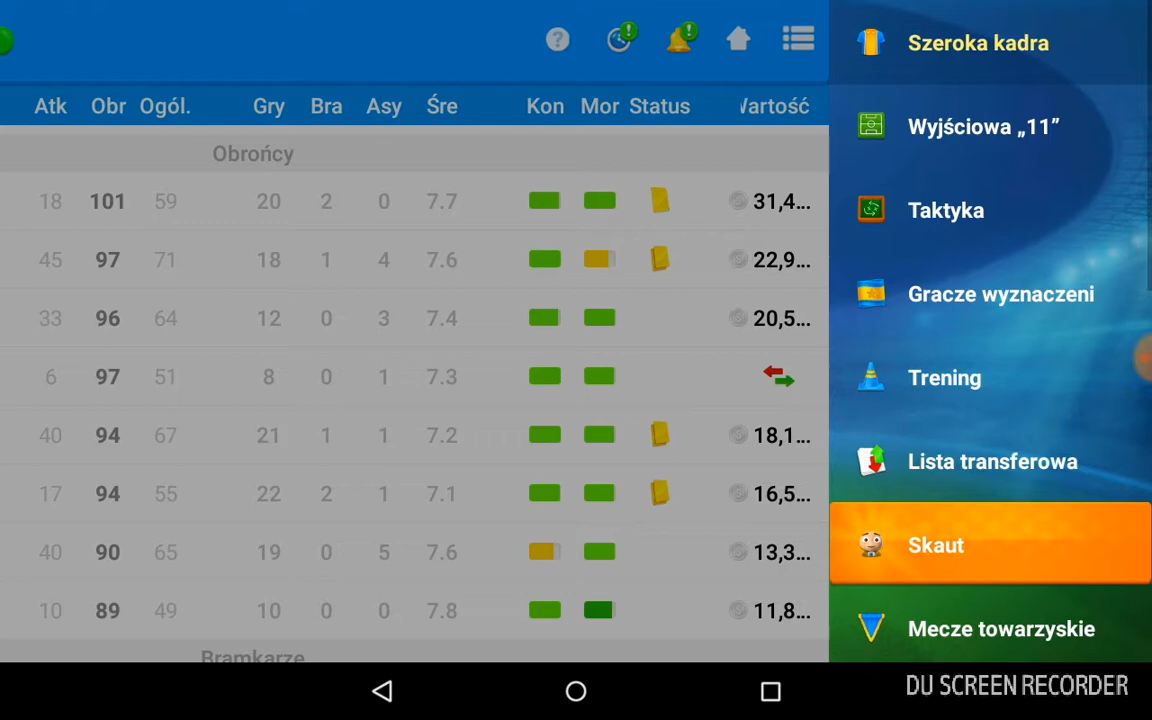 Szeroka kadra
Atk Obr Ogól. Gry Bra Asy Śre Kon Mor Status Wartość
Wyjściowa „11”
Obrońcy
18 101 59 20 2 0 7.7 31,4...
Taktyka
45 97 71 18 1 4 7.6 22,9...
Gracze wyznaczeni
33 96 64 12 0 3 7.4 20,5...
6 97 51 8 0 1 7.3
Trening
40 94 67 21 1 1 7.2 18,1...
Lista transferowa
17 94 55 22 2 1 7.1 16,5...
40 90 65 19 0 5 7.6 13,3...
Skaut
10 89 49 10 0 0 7.8 11,8...
Mecze towarzyskie
Bramkarze
DU SCREEN RECORDER